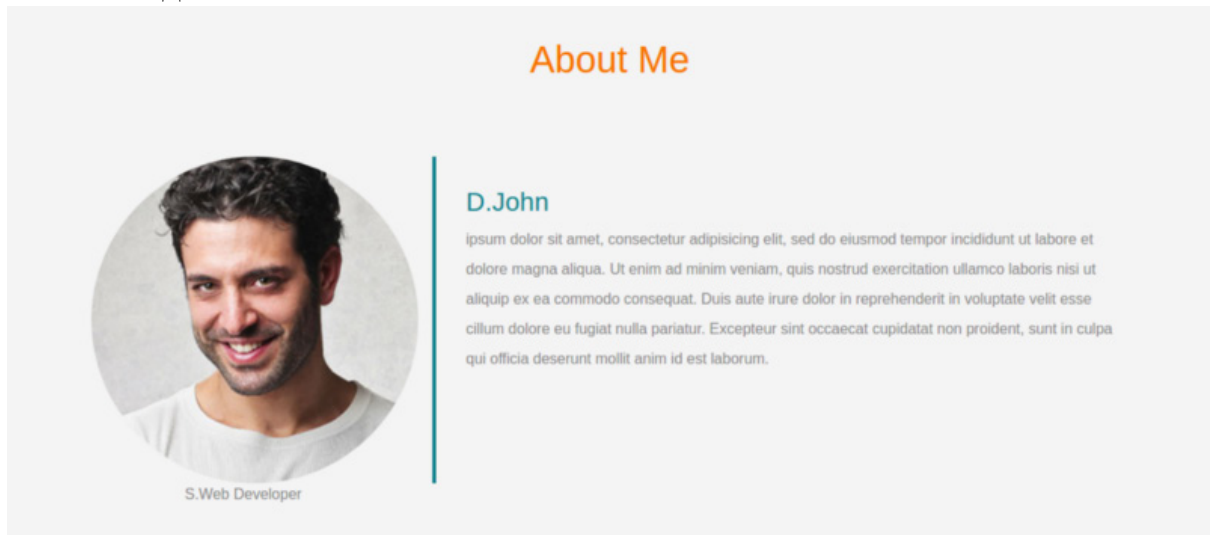 About Me
D.John
ipsum dolor sit amet, consectetur adipisicing elit, sed do eiusmod tempor incididunt ut labore et
dolore magna aliqua. Ut enim ad minim veniam, quis nostrud exercitation ullamco laboris nisi ut
aliquip ex ea commodo consequat. Duis aute irure dolor in reprehenderit in voluptate velit esse
cillum dolore eu fugiat nulla pariatur. Excepteur sint occaecat cupidatat non proident, sunt in culpa
qui officia deserunt mollit anim id est laborum.
S.Web Developer